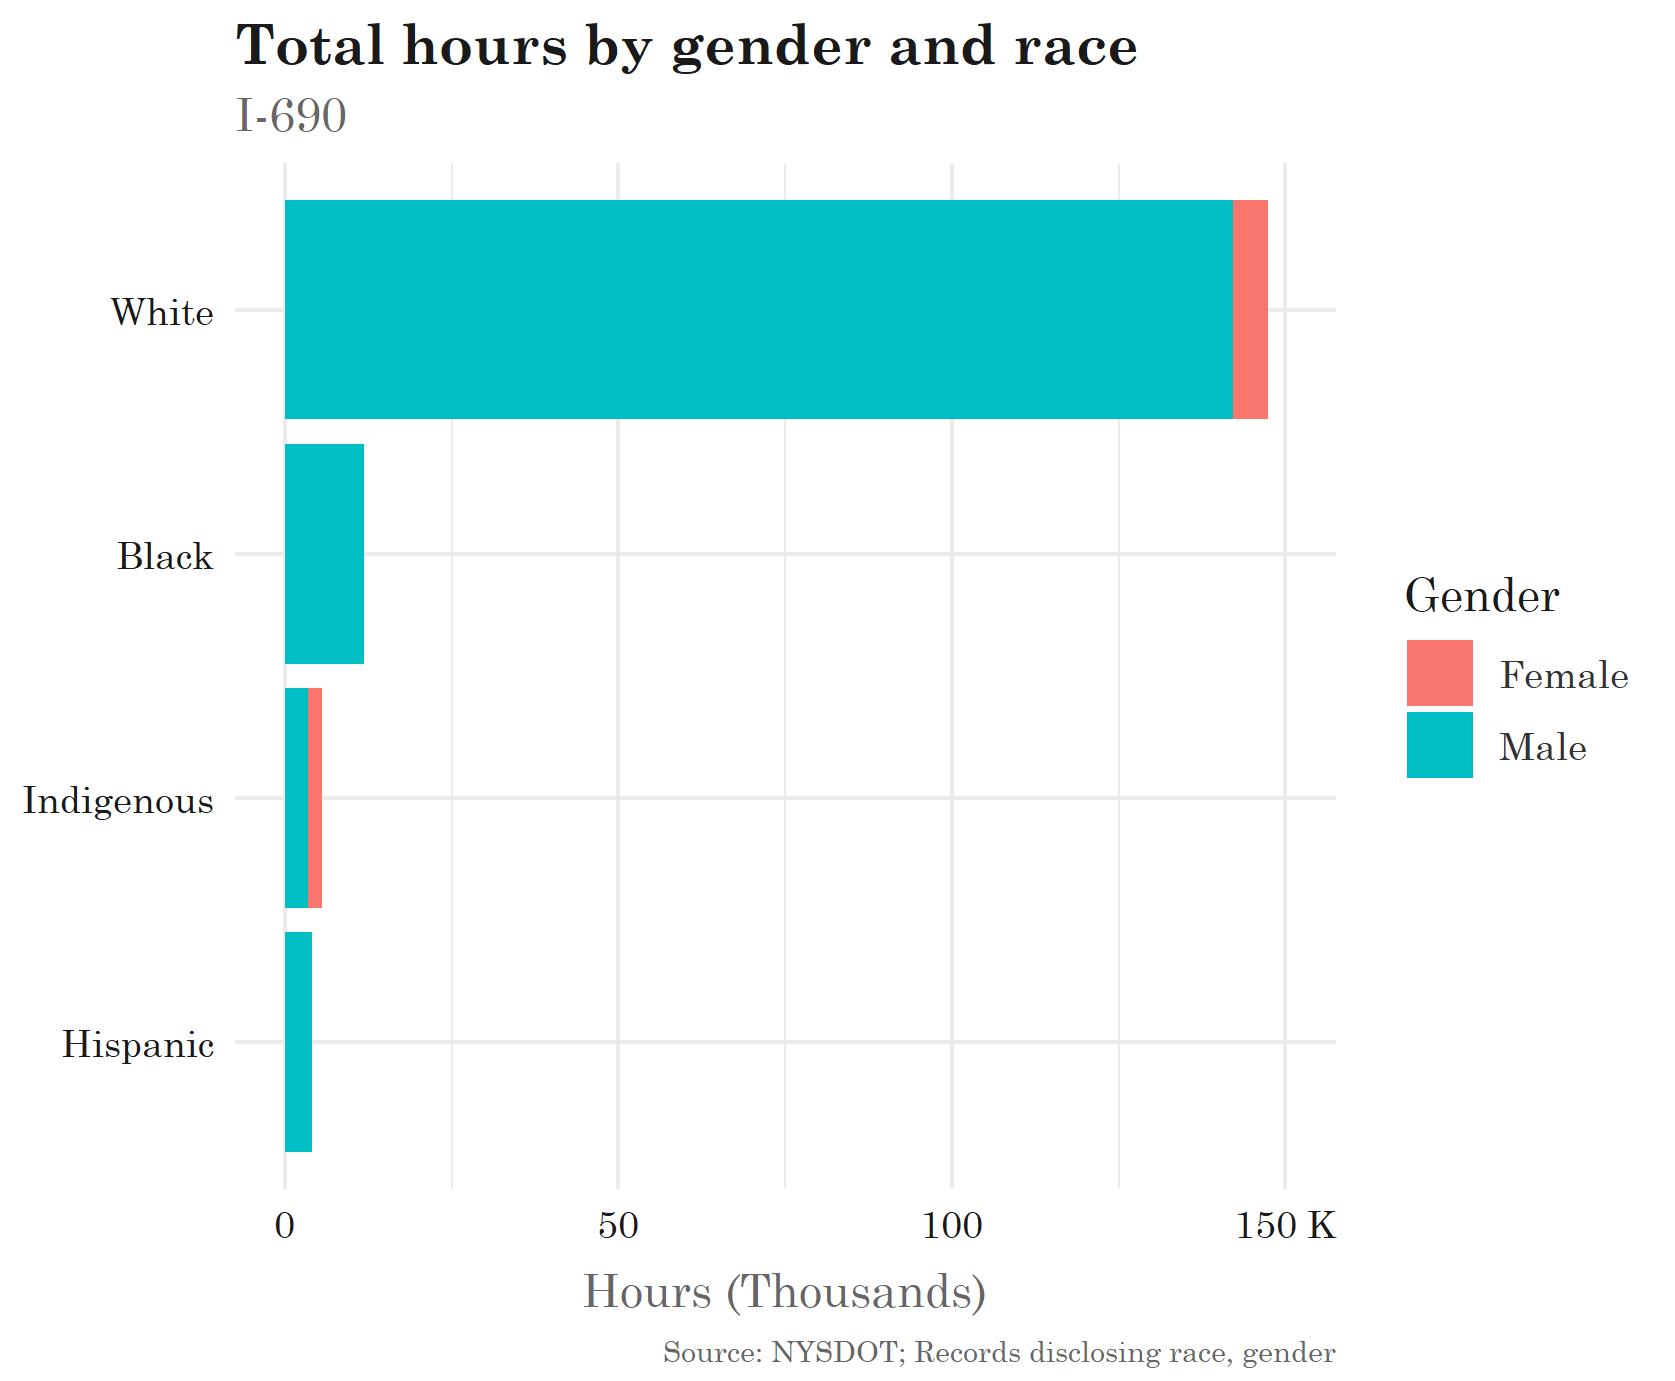 Total hours by gender and race
I-690
White
Black
Indigenous
Hispanic
0 50 100 150 K
Hours (Thousands)
Gender
Female
Male
Source: NYSDOT; Records disclosing race, gender